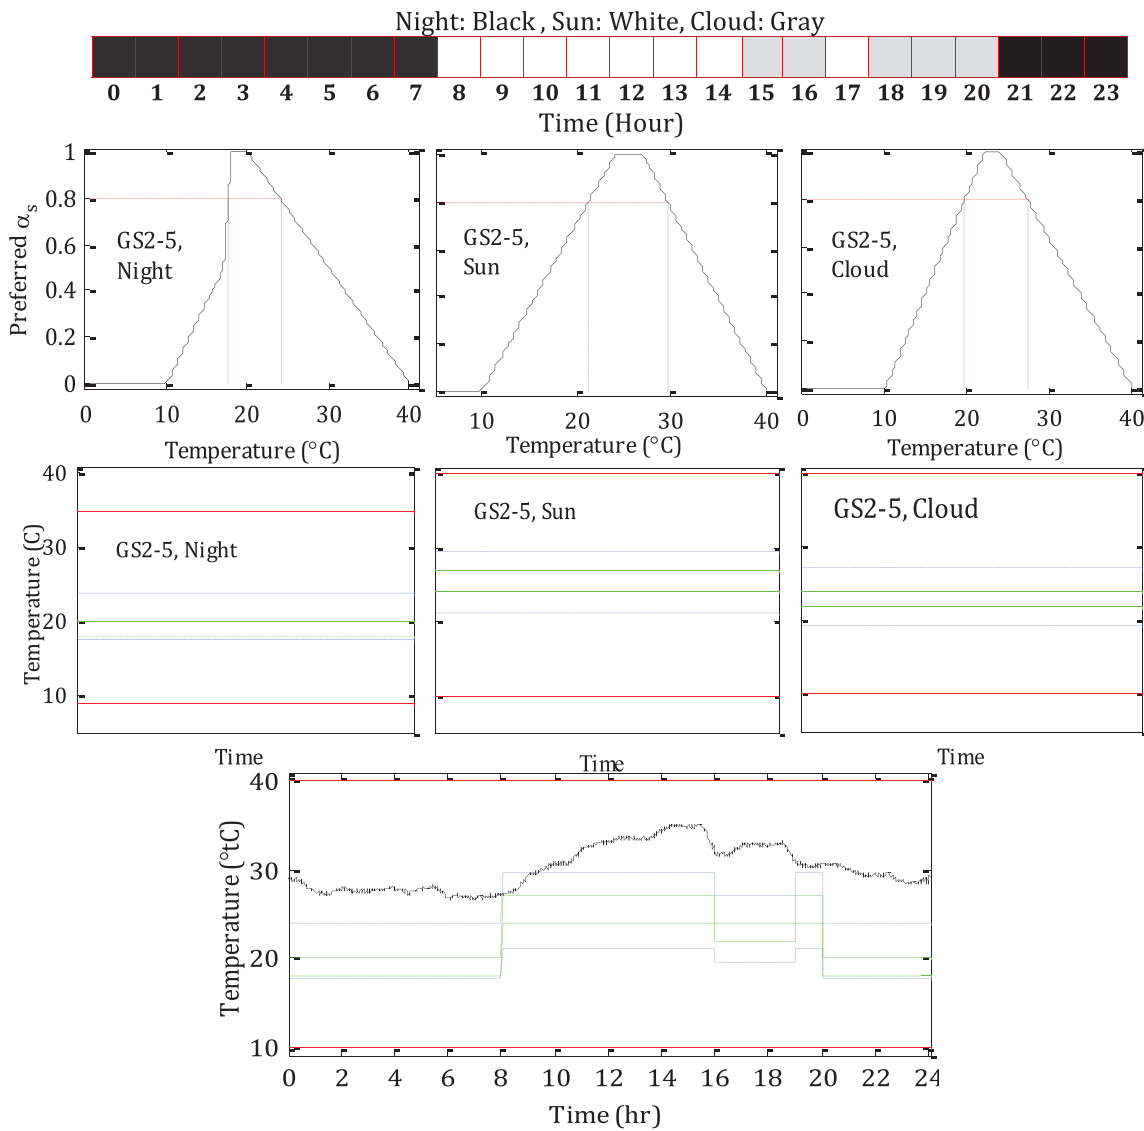 Night: Black , Sun: White, Cloud: Gray
0 1 2 3 4 5 6 7 8 9 10 11 12 13 14 15 16 17 18 19 20 21 22 23
Time (Hour)
Preferred αs
1
0.8
0.6
0.4
0.2
0
GS2-5,
Night
0 10 20 30 40
Temperature (°C)
GS2-5,
Sun
10 20 30 40
Temperature (°C)
GS2-5,
Cloud
0 10 20 30 40
Temperature (°C)
Temperature (C)
40
30
20
10
GS2-5, Night
Time
GS2-5, Sun
Time
GS2-5, Cloud
Time
Temperature (°tC)
40
30
20
10
0 2 4 6 8 10 12 14 16 18 20 22 24
Time (hr)